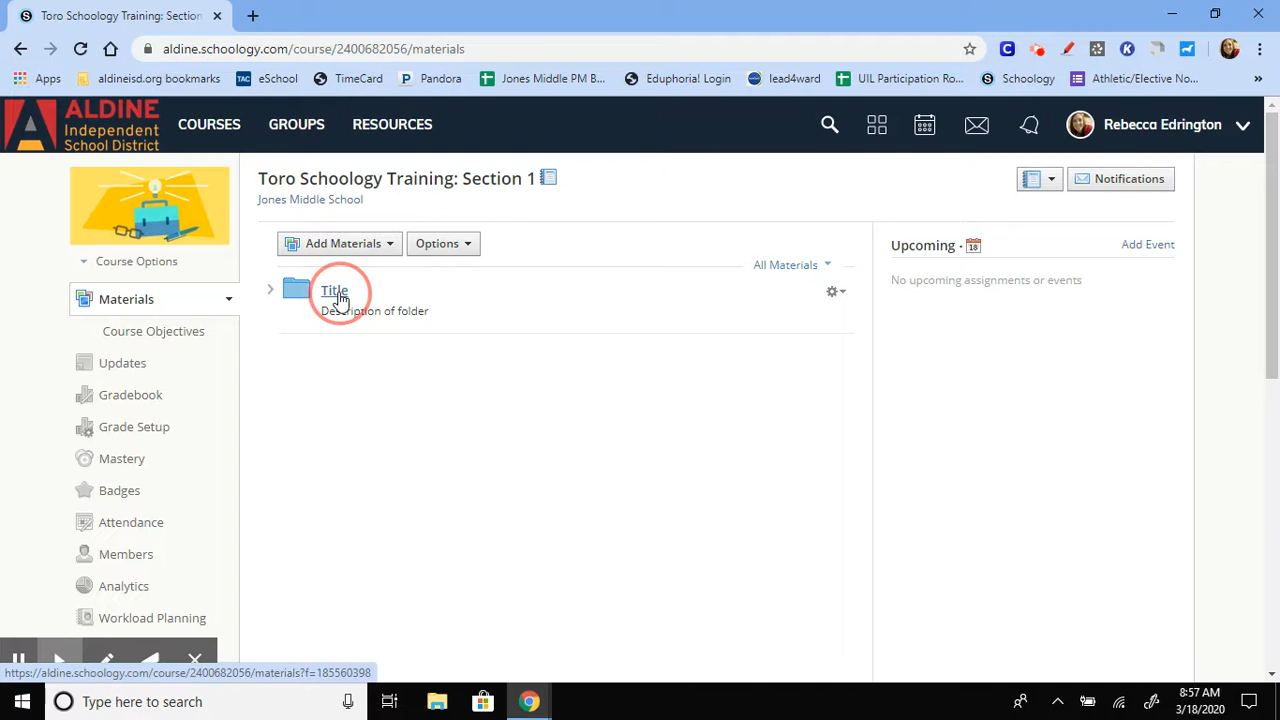 Toro Schoology Training: Section
aldine.schoology.com/course/2400682056/materials
Apps
aldineisd.org bookmarks
TAC
eSchool
TimeCard
Pandora
Jones Middle PM B...
Eduphoria! Login
lead4ward
UIL Participation Ro...
Schoology
Athletic/Elective No...
»
ALDINE
Independent
School District
COURSES
GROUPS
RESOURCES
Rebecca Edrington
Toro Schoology Training: Section 1
Jones Middle School
Notifications
Course Options
Add Materials
Options
Upcoming ·
18
Add Event
All Materials
No upcoming assignments or events
Materials
Title
Description of folder
Course Objectives
Updates
Gradebook
Grade Setup
Mastery
Badges
Attendance
Members
Analytics
Workload Planning
https://aldine.schoology.com/course/2400682056/materials?f=185560398
Type here to search
8:57 AM
3/18/2020